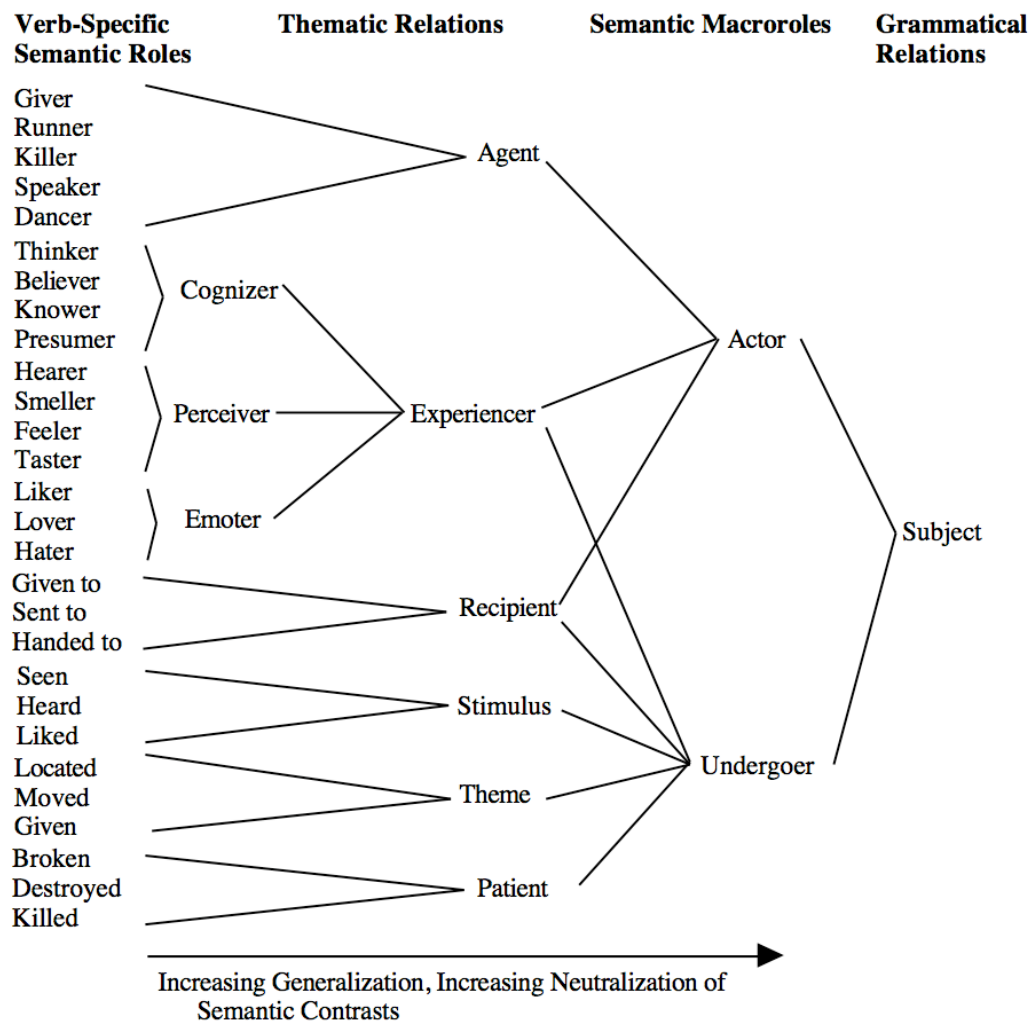 Verb-Specific
Semantic Roles
Thematic Relations
Semantic Macroroles
Grammatical
Relations
Giver
Runner
Killer
Speaker
Dancer
Agent
Thinker
Believer
Knower
Presumer
Cognizer
Hearer
Smeller
Feeler
Taster
Perceiver
Experiencer
Actor
Liker
Lover
Hater
Emoter
Subject
Given to
Sent to
Handed to
Recipient
Seen
Heard
Liked
Stimulus
Located
Moved
Given
Theme
Undergoer
Broken
Destroyed
Killed
Patient
Increasing Generalization, Increasing Neutralization of
Semantic Contrasts